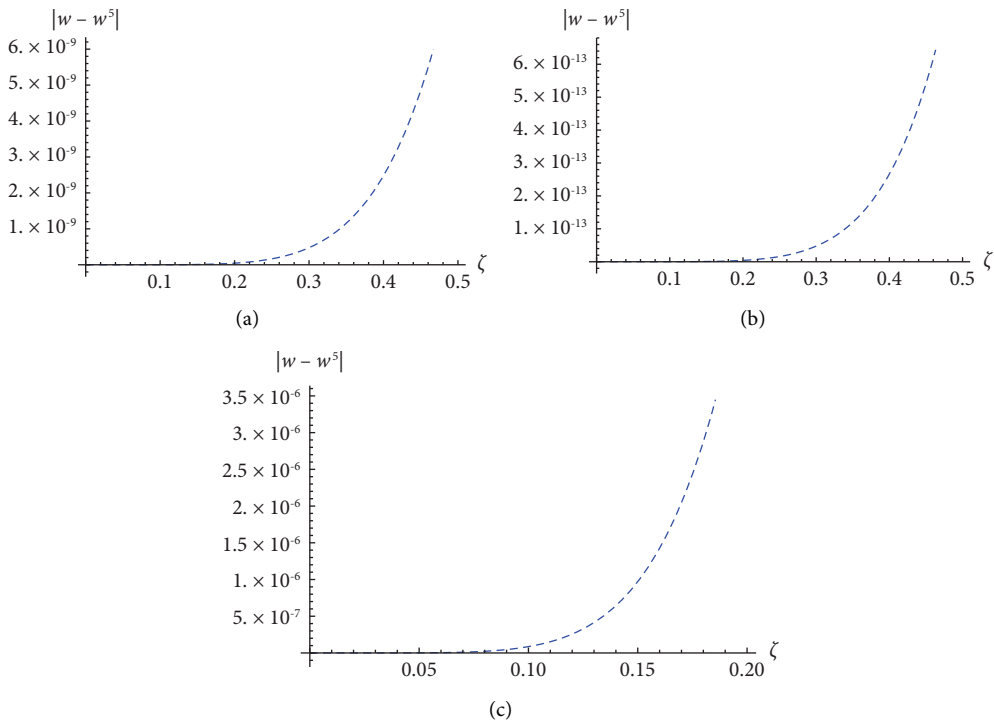 |w – w⁵|
6. × 10⁻⁹
5. × 10⁻⁹
4. × 10⁻⁹
3. × 10⁻⁹
2. × 10⁻⁹
1. × 10⁻⁹
0.1 0.2 0.3 0.4 0.5 ζ
(a)
|w – w⁵|
6. × 10⁻¹³
5. × 10⁻¹³
4. × 10⁻¹³
3. × 10⁻¹³
2. × 10⁻¹³
1. × 10⁻¹³
0.1 0.2 0.3 0.4 0.5 ζ
(b)
|w – w⁵|
3.5 × 10⁻⁶
3. × 10⁻⁶
2.5 × 10⁻⁶
2. × 10⁻⁶
1.5 × 10⁻⁶
1. × 10⁻⁶
5. × 10⁻⁷
0.05 0.10 0.15 0.20 ζ
(c)